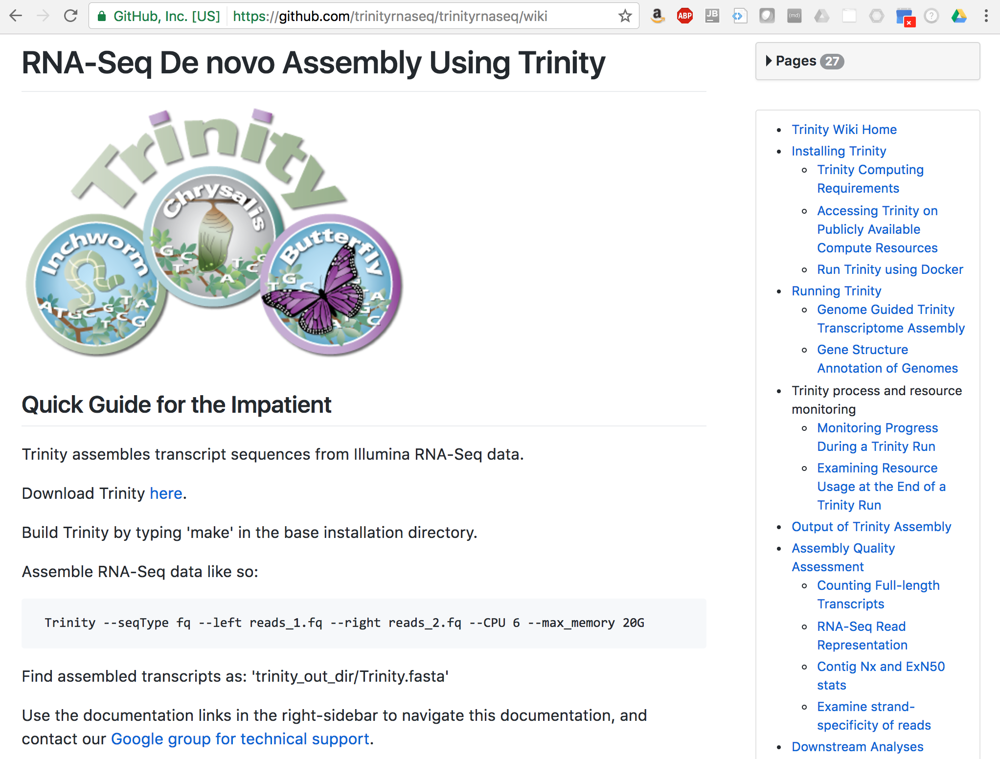 GitHub, Inc. [US]
https://github.com/trinityrnaseq/trinityrnaseq/wiki
a
ABP
JB
(md)
?
RNA-Seq De novo Assembly Using Trinity
Trinity
Inchworm
Chrysalis
Butterfly
Quick Guide for the Impatient
Trinity assembles transcript sequences from Illumina RNA-Seq data.
Download Trinity here.
Build Trinity by typing 'make' in the base installation directory.
Assemble RNA-Seq data like so:
Trinity --seqType fq --left reads_1.fq --right reads_2.fq --CPU 6 --max_memory 20G
Find assembled transcripts as: 'trinity_out_dir/Trinity.fasta'
Use the documentation links in the right-sidebar to navigate this documentation, and
contact our Google group for technical support.
Pages 27
Trinity Wiki Home
Installing Trinity
Trinity Computing
Requirements
Accessing Trinity on
Publicly Available
Compute Resources
Run Trinity using Docker
Running Trinity
Genome Guided Trinity
Transcriptome Assembly
Gene Structure
Annotation of Genomes
Trinity process and resource
monitoring
Monitoring Progress
During a Trinity Run
Examining Resource
Usage at the End of a
Trinity Run
Output of Trinity Assembly
Assembly Quality
Assessment
Counting Full-length
Transcripts
RNA-Seq Read
Representation
Contig Nx and ExN50
stats
Examine strand-
specificity of reads
Downstream Analyses